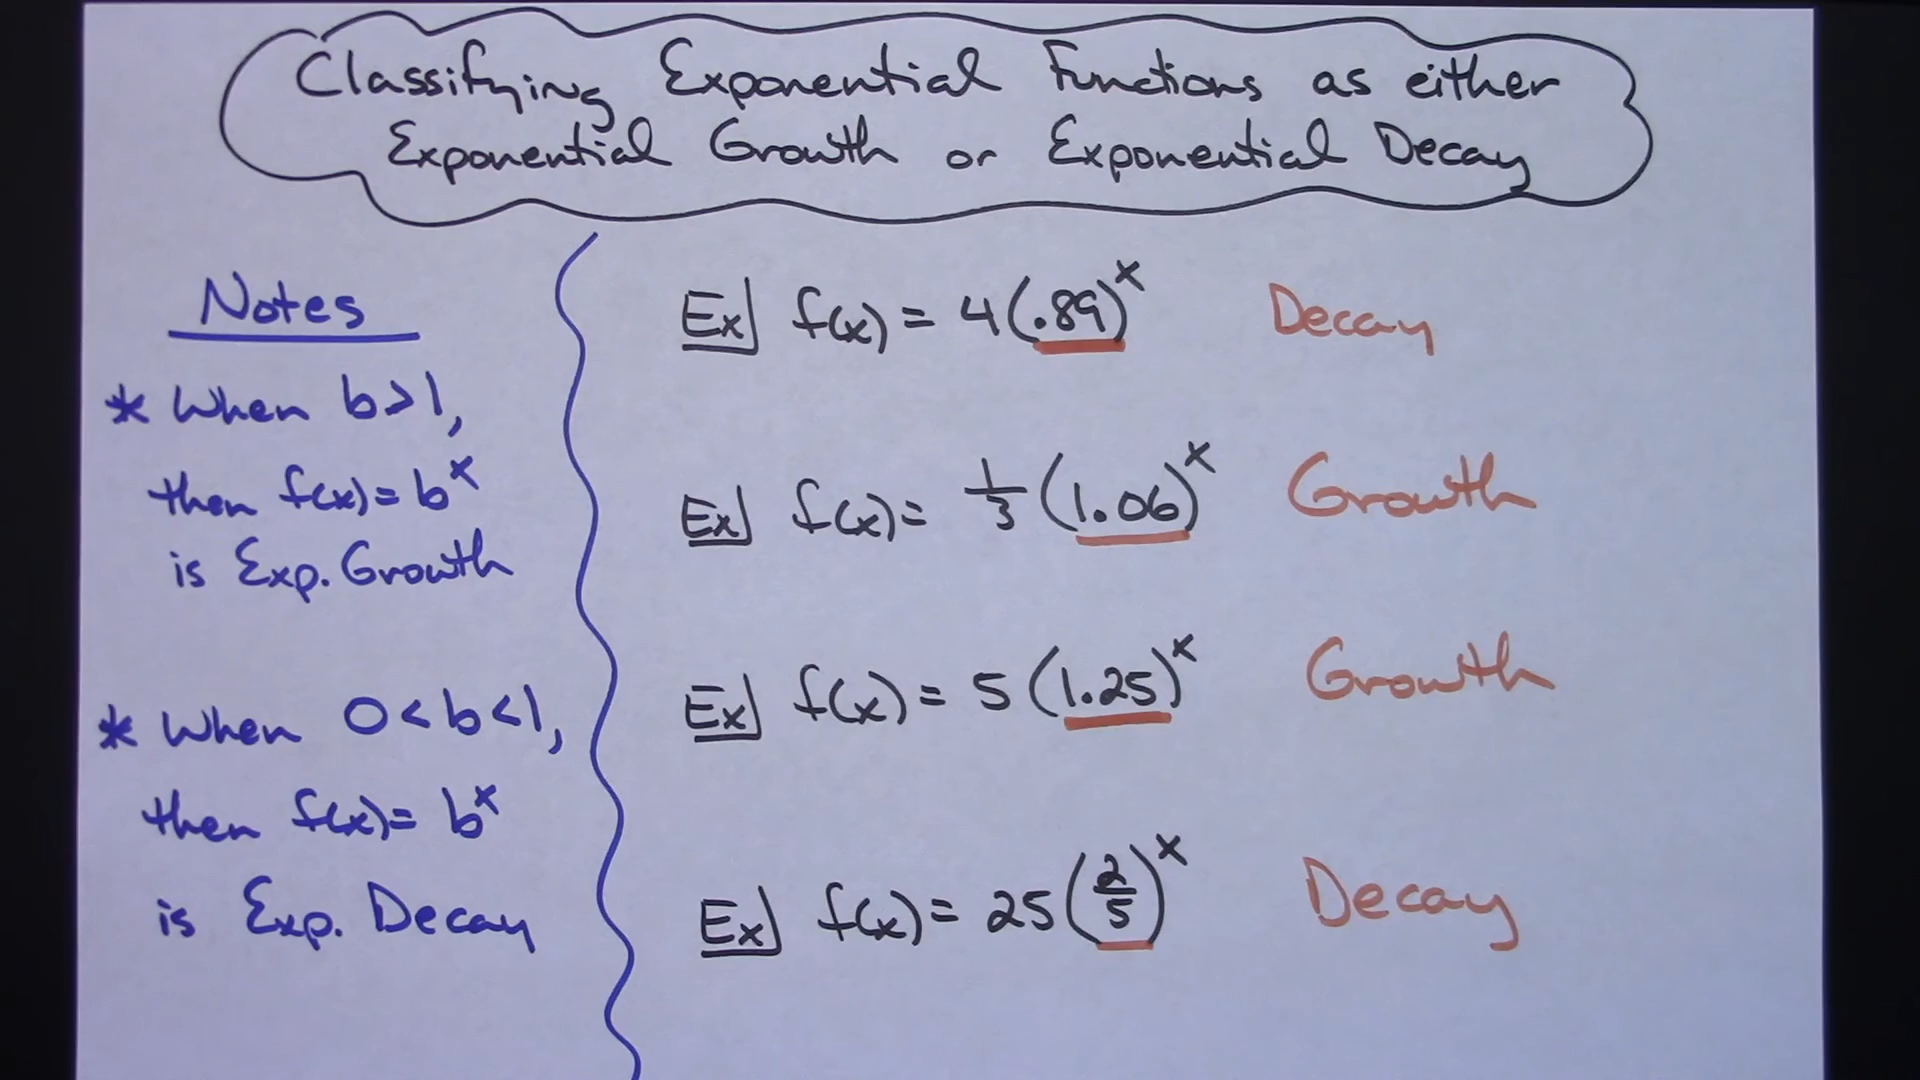 Classifying Exponential Functions as either
Exponential Growth or Exponential Decay
Notes
* When b>1,
then f(x)= b^x
is Exp. Growth
* When 0<b<1,
then f(x)= b^x
is Exp. Decay
Ex] f(x) = 4(.89)^x Decay
Ex] f(x)= 1/3 (1.06)^x Growth
Ex] f(x) = 5 (1.25)^x Growth
Ex] f(x)= 25 (2/5)^x Decay